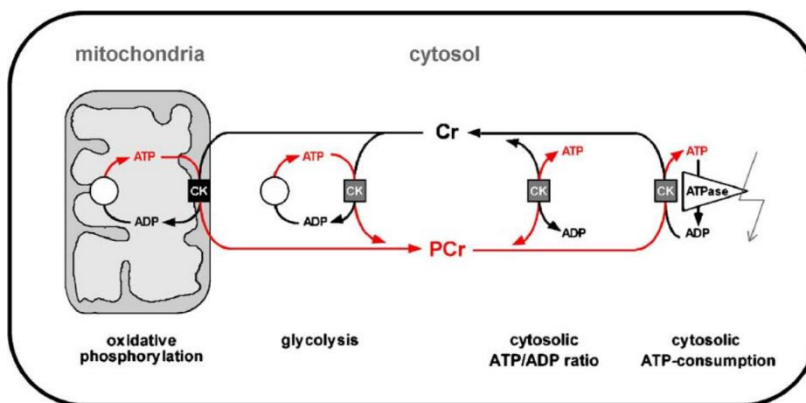 mitochondria
cytosol
Cr
ATP
CK
ADP
ATP
CK
ADP
ATP
CK
ADP
ATP
CK
ATPase
ADP
PCr
oxidative
phosphorylation
glycolysis
cytosolic
ATP/ADP ratio
cytosolic
ATP-consumption